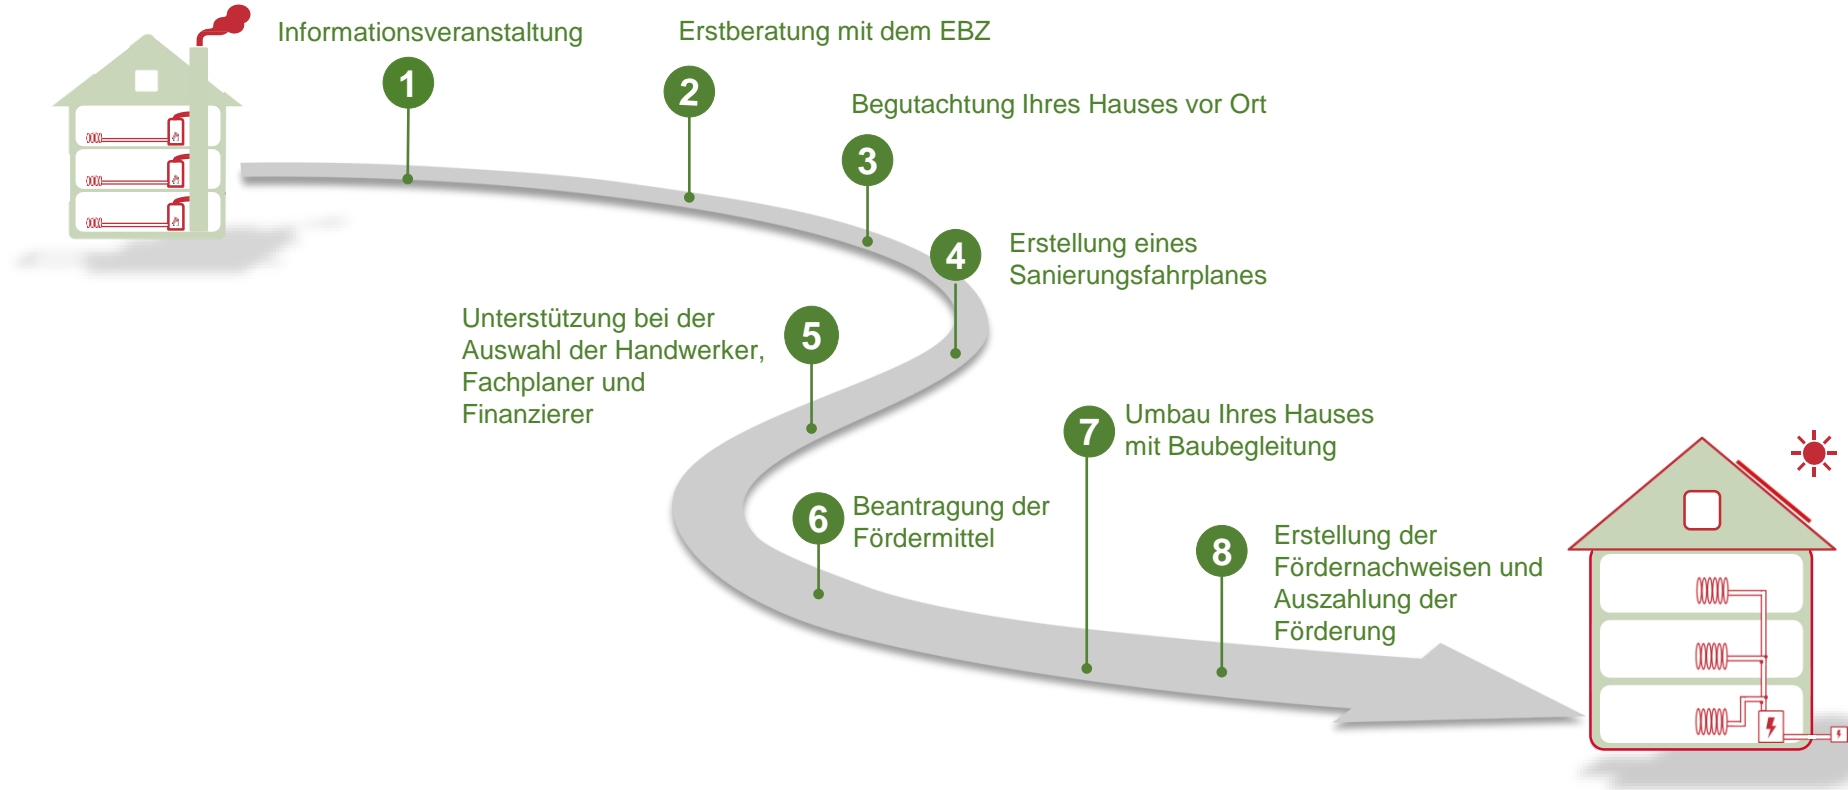 Informationsveranstaltung
1
Erstberatung mit dem EBZ
2
Begutachtung Ihres Hauses vor Ort
3
4
Erstellung eines
Sanierungsfahrplanes
Unterstützung bei der
Auswahl der Handwerker,
Fachplaner und
Finanzierer
5
6
Beantragung der
Fördermittel
7
Umbau Ihres Hauses
mit Baubegleitung
8
Erstellung der
Fördernachweisen und
Auszahlung der
Förderung